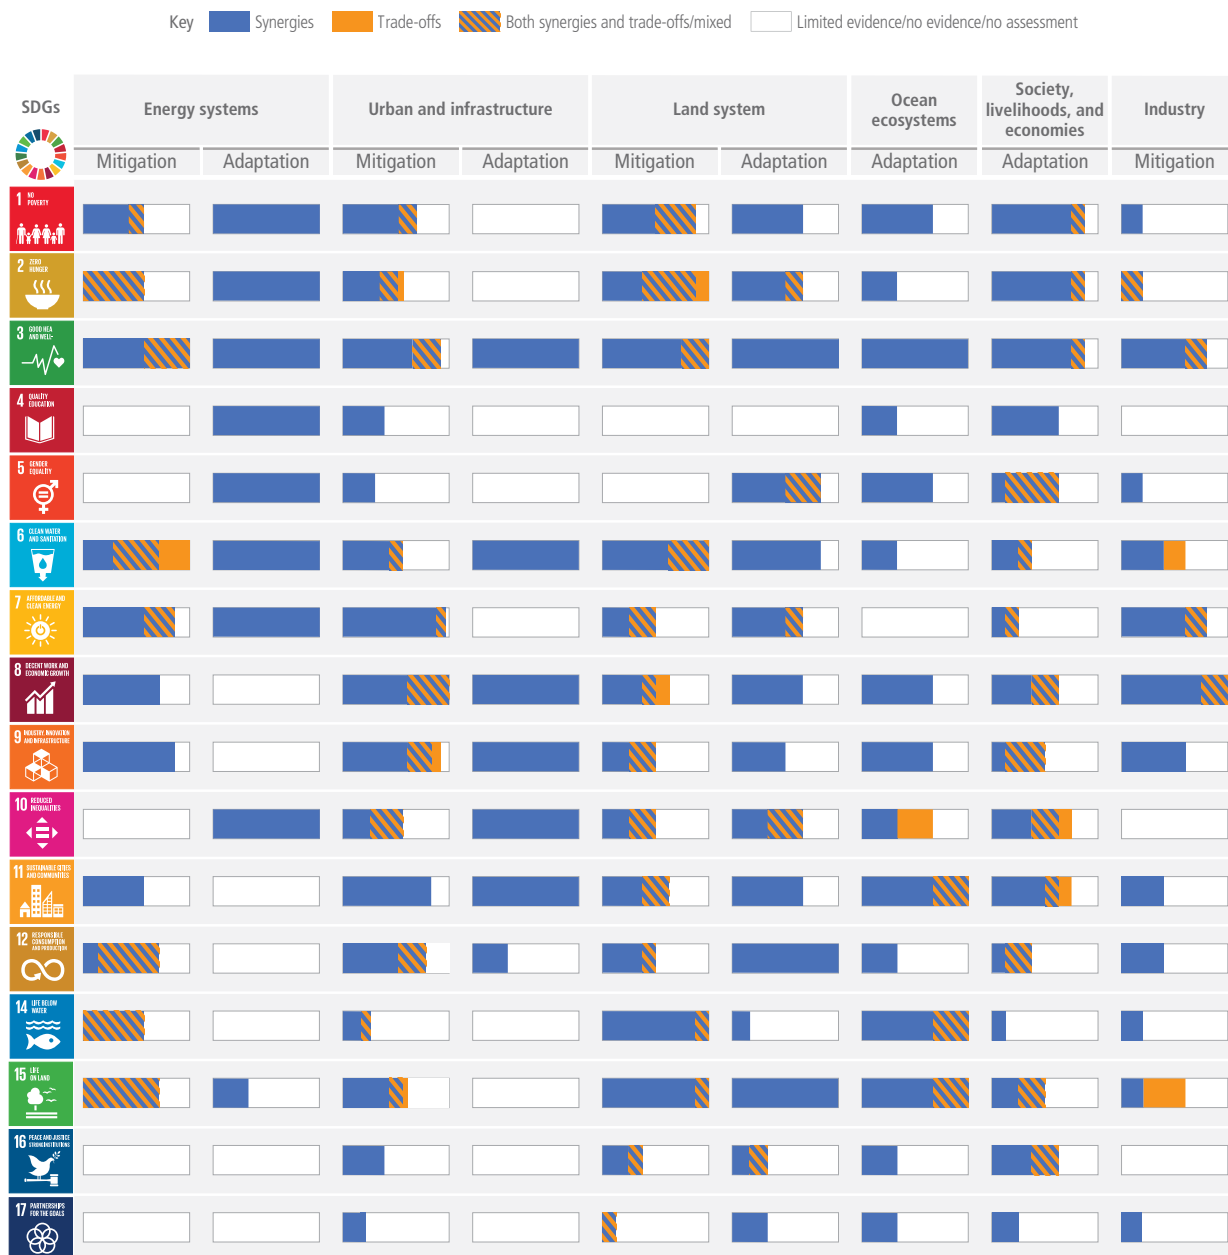 Key Synergies Trade-offs Both synergies and trade-offs/mixed Limited evidence/no evidence/no assessment
SDGs
Energy systems
Urban and infrastructure
Land system
Ocean
ecosystems
Society,
livelihoods, and
economies
Industry
Mitigation Adaptation Mitigation Adaptation Mitigation Adaptation Adaptation Adaptation Mitigation
1 NO
POVERTY
2 ZERO
HUNGER
3 GOOD HEA
AND WELL-
4 QUALITY
EDUCATION
5 GENDER
EQUALITY
6 CLEAN WATER
AND SANITATION
7 AFFORDABLE AND
CLEAN ENERGY
8 DECENT WORK AND
ECONOMIC GROWTH
9 INDUSTRY, INNOVATION
AND INFRASTRUCTURE
10 REDUCED
INEQUALITIES
11 SUSTAINABLE CITIES
AND COMMUNITIES
12 RESPONSIBLE
CONSUMPTION
AND PRODUCTION
14 LIFE BELOW
WATER
15 LIFE
ON LAND
16 PEACE AND JUSTICE
STRONG INSTITUTIONS
17 PARTNERSHIPS
FOR THE GOALS